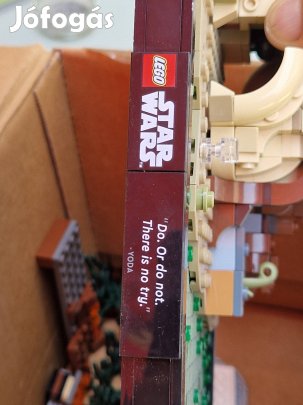 Jófogás
LEGO
STAR
WARS
"Do. Or do not.
There is no try."
-YODA